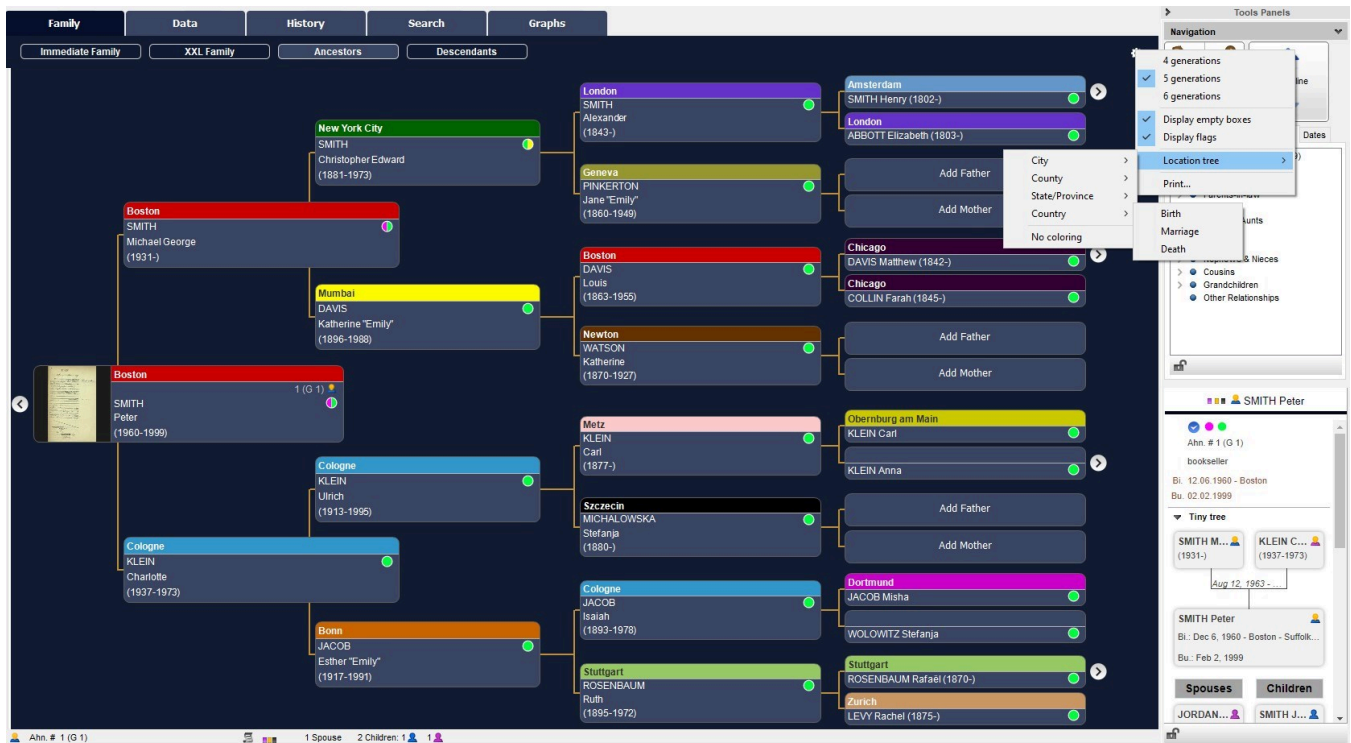 Family
Data
History
Search
Graphs
Immediate Family
XXL Family
Ancestors
Descendants
Boston
1 (G 1)
SMITH
Peter
(1960-1999)
Boston
SMITH
Michael George
(1931-)
Cologne
KLEIN
Charlotte
(1937-1973)
New York City
SMITH
Christopher Edward
(1881-1973)
Mumbai
DAVIS
Katherine "Emily"
(1896-1988)
Cologne
KLEIN
Ulrich
(1913-1995)
Bonn
JACOB
Esther "Emily"
(1917-1991)
London
SMITH
Alexander
(1843-)
Geneva
PINKERTON
Jane "Emily"
(1860-1949)
Boston
DAVIS
Louis
(1863-1955)
Newton
WATSON
Katherine
(1870-1927)
Metz
KLEIN
Carl
(1877-)
Szczecin
MICHALOWSKA
Stefanja
(1880-)
Cologne
JACOB
Isaiah
(1893-1978)
Stuttgart
ROSENBAUM
Ruth
(1895-1972)
Amsterdam
SMITH Henry (1802-)
London
ABBOTT Elizabeth (1803-)
Add Father
Add Mother
Chicago
DAVIS Matthew (1842-)
Chicago
COLLIN Farah (1845-)
Add Father
Add Mother
Obernburg am Main
KLEIN Carl
KLEIN Anna
Add Father
Add Mother
Dortmund
JACOB Misha
WOLOWITZ Stefanja
Stuttgart
ROSENBAUM Rafaël (1870-)
Zurich
LEVY Rachel (1875-)
4 generations
5 generations
6 generations
Display empty boxes
Display flags
Location tree
Print...
City
County
State/Province
Country
No coloring
Birth
Marriage
Death
Tools Panels
Navigation
Dates
Nephews & Nieces
Cousins
Grandchildren
Other Relationships
SMITH Peter
Ahn. # 1 (G 1)
bookseller
Bi. 12.06.1960 - Boston
Bu. 02.02.1999
Tiny tree
SMITH M...
(1931-)
KLEIN C...
(1937-1973)
Aug 12, 1963 - ...
SMITH Peter
Bi.: Dec 6, 1960 - Boston - Suffolk...
Bu.: Feb 2, 1999
Spouses
Children
JORDAN...
SMITH J...
Ahn. # 1 (G 1)
1 Spouse
2 Children: 1
1